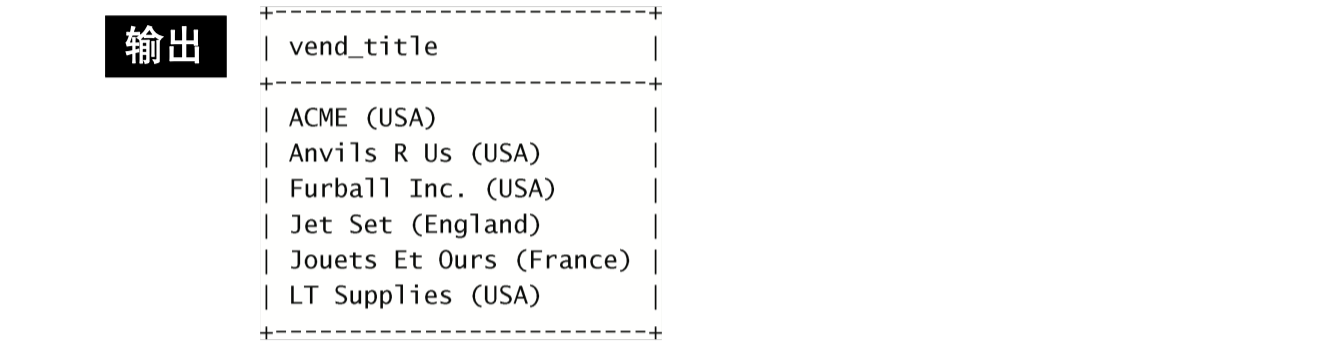 输出
+-------------------------+
| vend_title              |
+-------------------------+
| ACME (USA)              |
| Anvils R Us (USA)       |
| Furball Inc. (USA)      |
| Jet Set (England)       |
| Jouets Et Ours (France) |
| LT Supplies (USA)       |
+-------------------------+